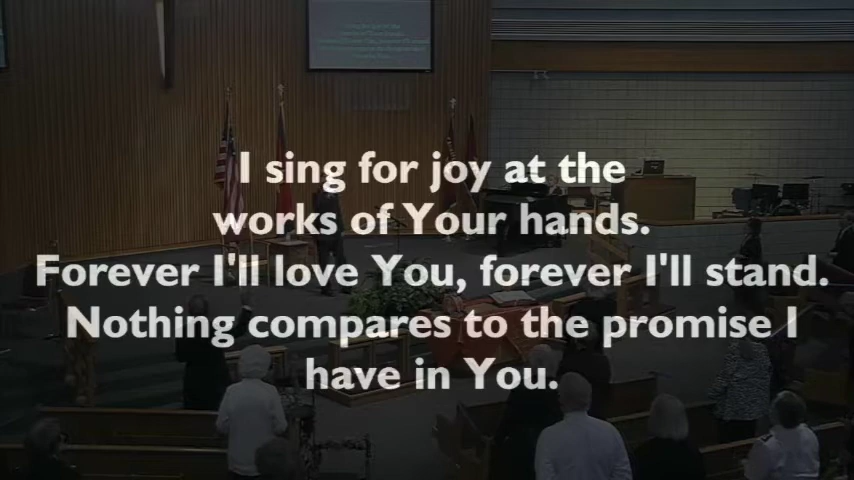 I sing for joy at the
works of Your hands.
Forever I'll love You, forever I'll stand.
Nothing compares to the promise I
have in You.